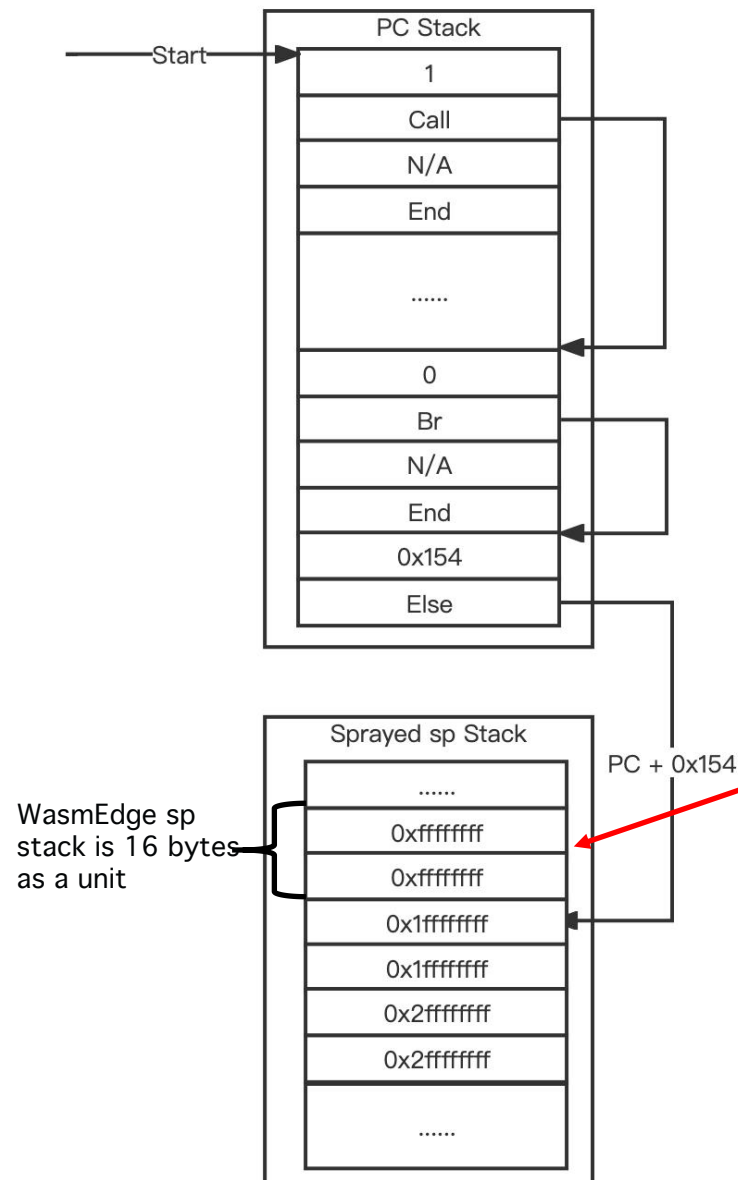 PC Stack
Start
1
Call
N/A
End
......
0
Br
N/A
End
0x154
Else
Sprayed sp Stack
PC + 0x154
......
WasmEdge sp
stack is 16 bytes
as a unit
0xffffffff
0xffffffff
0x1ffffffff
0x1ffffffff
0x2ffffffff
0x2ffffffff
......